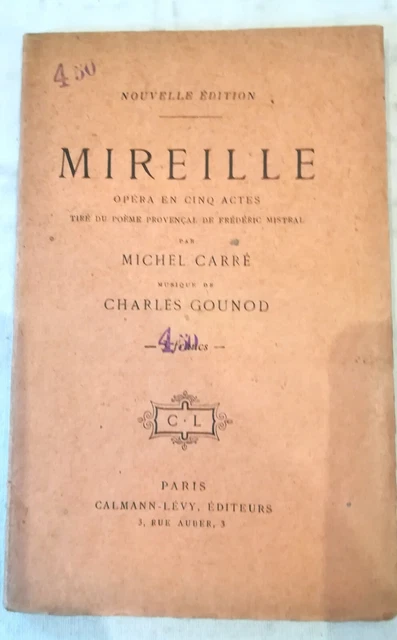 4 50
NOUVELLE ÉDITION
MIREILLE
OPÉRA EN CINQ ACTES
TIRÉ DU POÈME PROVENÇAL DE FRÉDÉRIC MISTRAL
PAR
MICHEL CARRÉ
MUSIQUE DE
CHARLES GOUNOD
— 4 50 francs —
C · L
PARIS
CALMANN-LÉVY, ÉDITEURS
3, RUE AUBER, 3